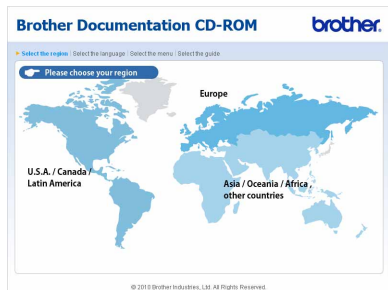 Brother Documentation CD-ROM
brother.
Select the region | Select the language | Select the menu | Select the guide
Please choose your region
Europe
U.S.A. / Canada /
Latin America
Asia / Oceania / Africa ,
other countries
© 2010 Brother Industries, Ltd. All Rights Reserved.